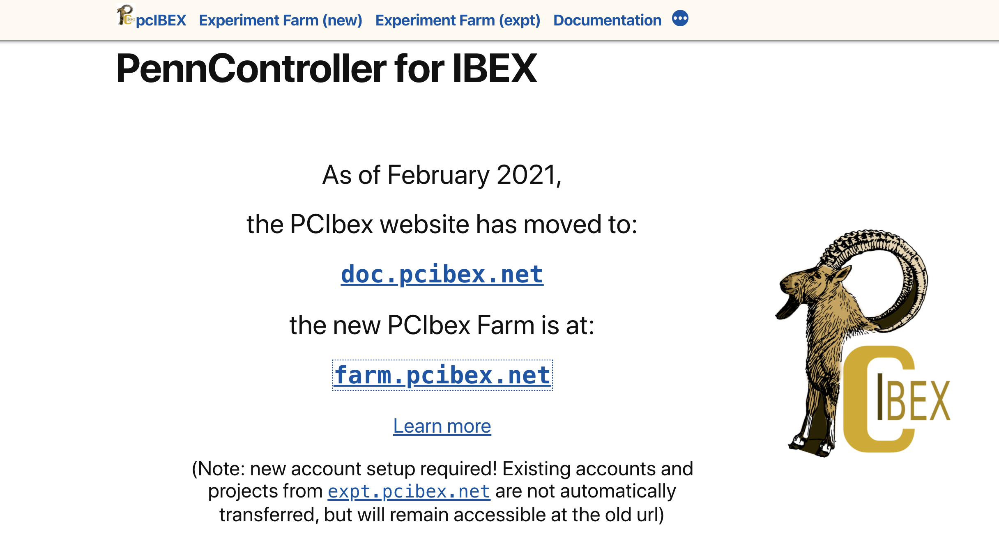 pcIBEX Experiment Farm (new) Experiment Farm (expt) Documentation
PennController for IBEX
As of February 2021,
the PCIbex website has moved to:
doc.pcibex.net
the new PCIbex Farm is at:
farm.pcibex.net
Learn more
(Note: new account setup required! Existing accounts and
projects from expt.pcibex.net are not automatically
transferred, but will remain accessible at the old url)
PC
IBEX